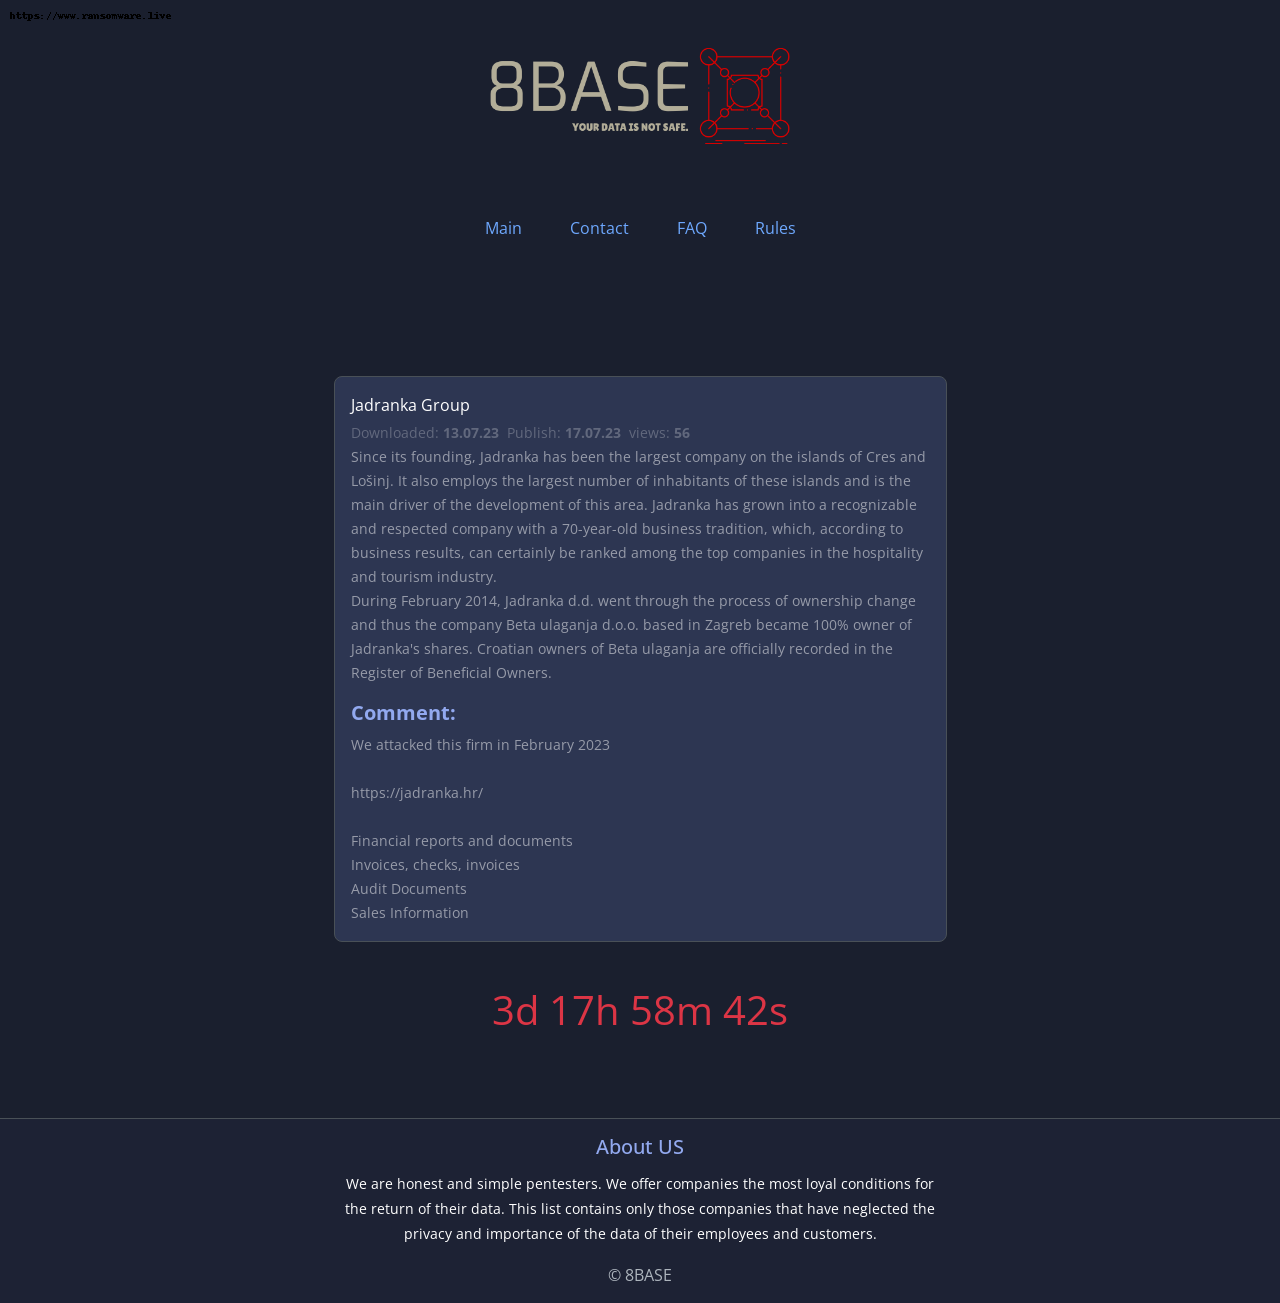 https://www.ransomware.live
8BASE
YOUR DATA IS NOT SAFE.
Main Contact FAQ Rules
Jadranka Group
Downloaded: 13.07.23 Publish: 17.07.23 views: 56
Since its founding, Jadranka has been the largest company on the islands of Cres and
Lošinj. It also employs the largest number of inhabitants of these islands and is the
main driver of the development of this area. Jadranka has grown into a recognizable
and respected company with a 70-year-old business tradition, which, according to
business results, can certainly be ranked among the top companies in the hospitality
and tourism industry.
During February 2014, Jadranka d.d. went through the process of ownership change
and thus the company Beta ulaganja d.o.o. based in Zagreb became 100% owner of
Jadranka's shares. Croatian owners of Beta ulaganja are officially recorded in the
Register of Beneficial Owners.
Comment:
We attacked this firm in February 2023
https://jadranka.hr/
Financial reports and documents
Invoices, checks, invoices
Audit Documents
Sales Information
3d 17h 58m 42s
About US
We are honest and simple pentesters. We offer companies the most loyal conditions for
the return of their data. This list contains only those companies that have neglected the
privacy and importance of the data of their employees and customers.
© 8BASE